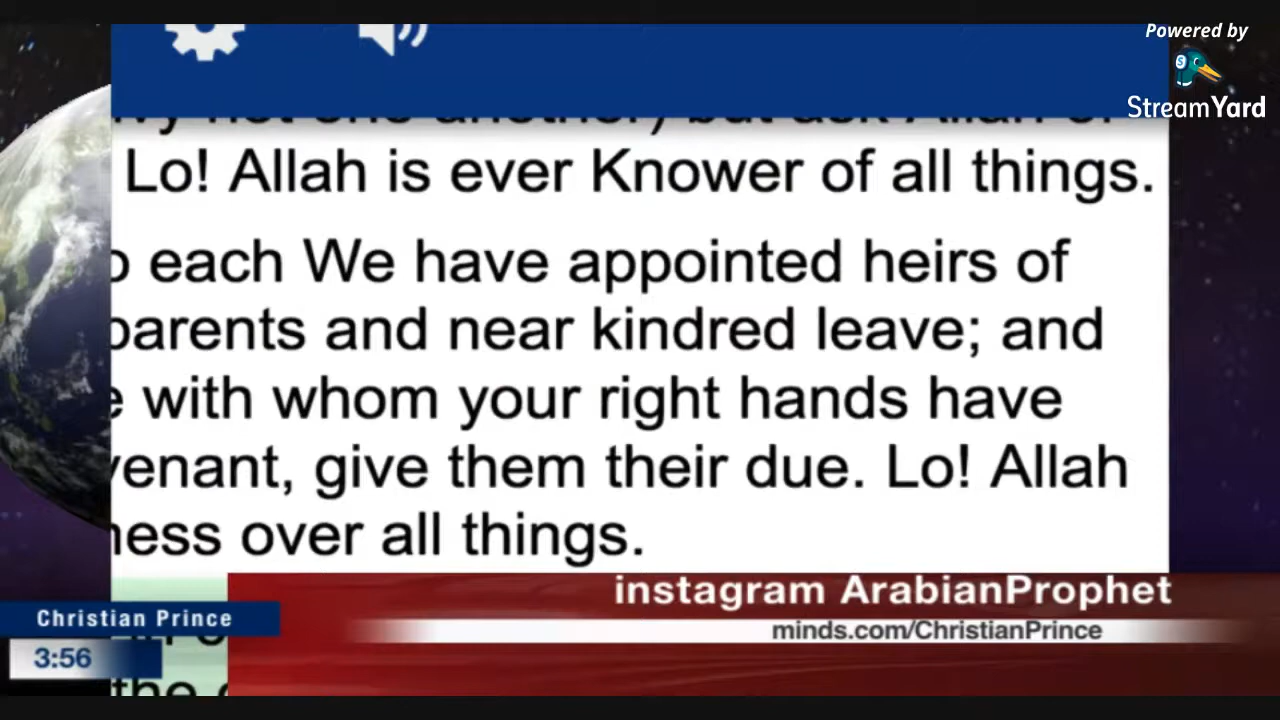 Powered by
StreamYard
Lo! Allah is ever Knower of all things.
each We have appointed heirs of
parents and near kindred leave; and
with whom your right hands have
venant, give them their due. Lo! Allah
ness over all things.
instagram ArabianProphet
Christian Prince
minds.com/ChristianPrince
3:56
the